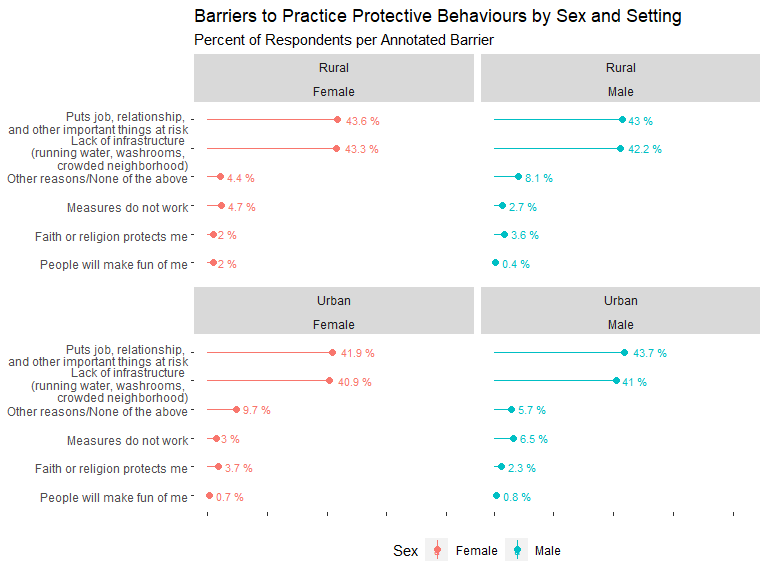 Barriers to Practice Protective Behaviours by Sex and Setting
Percent of Respondents per Annotated Barrier
Rural
Female
Rural
Male
Puts job, relationship,
and other important things at risk
43.6 %
43 %
Lack of infrastructure
(running water, washrooms,
crowded neighborhood)
43.3 %
42.2 %
Other reasons/None of the above
4.4 %
8.1 %
Measures do not work
4.7 %
2.7 %
Faith or religion protects me
2 %
3.6 %
People will make fun of me
2 %
0.4 %
Urban
Female
Urban
Male
Puts job, relationship,
and other important things at risk
41.9 %
43.7 %
Lack of infrastructure
(running water, washrooms,
crowded neighborhood)
40.9 %
41 %
Other reasons/None of the above
9.7 %
5.7 %
Measures do not work
3 %
6.5 %
Faith or religion protects me
3.7 %
2.3 %
People will make fun of me
0.7 %
0.8 %
Sex
Female
Male